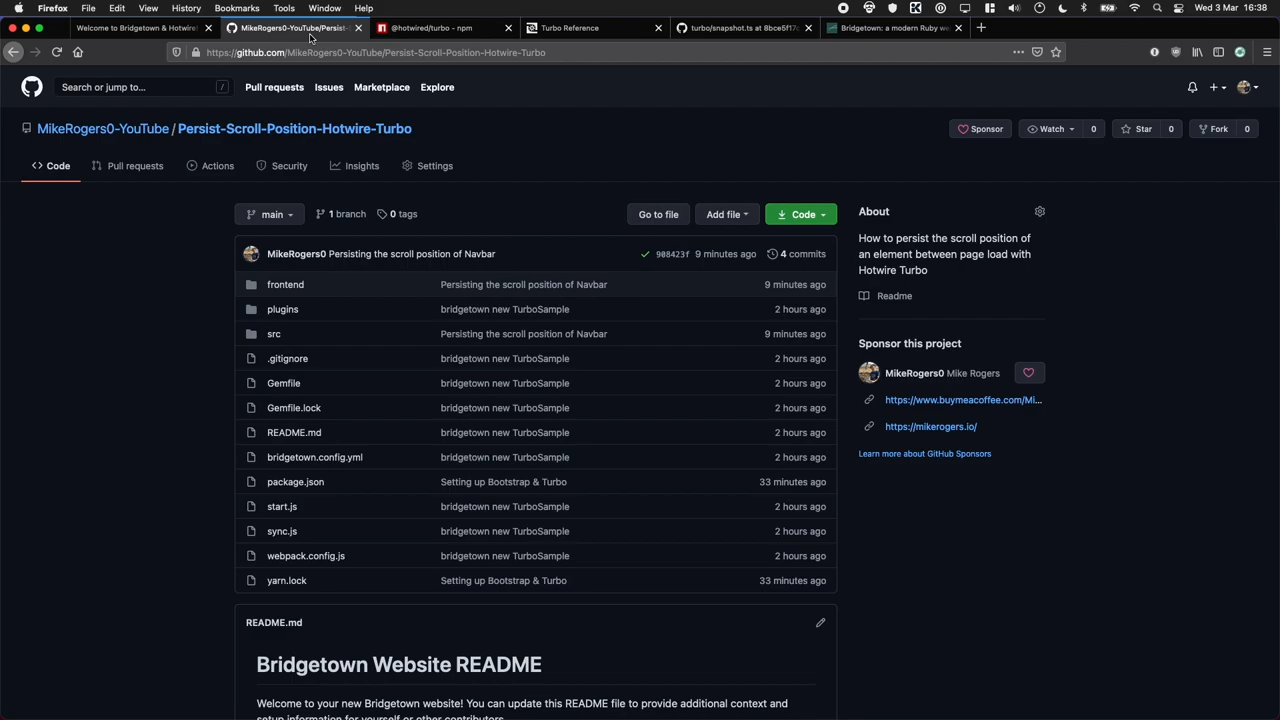 Firefox File Edit View History Bookmarks Tools Window Help Wed 3 Mar 16:38
Welcome to Bridgetown & Hotwire! MikeRogers0-YouTube/Persist- @hotwired/turbo - npm Turbo Reference turbo/snapshot.ts at 8bce5f17c Bridgetown: a modern Ruby we
https://github.com/MikeRogers0-YouTube/Persist-Scroll-Position-Hotwire-Turbo
Search or jump to... / Pull requests Issues Marketplace Explore
MikeRogers0-YouTube / Persist-Scroll-Position-Hotwire-Turbo
Sponsor Watch 0 Star 0 Fork 0
Code Pull requests Actions Security Insights Settings
main 1 branch 0 tags Go to file Add file Code
MikeRogers0 Persisting the scroll position of Navbar 908423f 9 minutes ago 4 commits
frontend Persisting the scroll position of Navbar 9 minutes ago
plugins bridgetown new TurboSample 2 hours ago
src Persisting the scroll position of Navbar 9 minutes ago
.gitignore bridgetown new TurboSample 2 hours ago
Gemfile bridgetown new TurboSample 2 hours ago
Gemfile.lock bridgetown new TurboSample 2 hours ago
README.md bridgetown new TurboSample 2 hours ago
bridgetown.config.yml bridgetown new TurboSample 2 hours ago
package.json Setting up Bootstrap & Turbo 33 minutes ago
start.js bridgetown new TurboSample 2 hours ago
sync.js bridgetown new TurboSample 2 hours ago
webpack.config.js bridgetown new TurboSample 2 hours ago
yarn.lock Setting up Bootstrap & Turbo 33 minutes ago
README.md
Bridgetown Website README
Welcome to your new Bridgetown website! You can update this README file to provide additional context and
setup information for yourself or other contributors.
About
How to persist the scroll position of
an element between page load with
Hotwire Turbo
Readme
Sponsor this project
MikeRogers0 Mike Rogers
https://www.buymeacoffee.com/Mi...
https://mikerogers.io/
Learn more about GitHub Sponsors